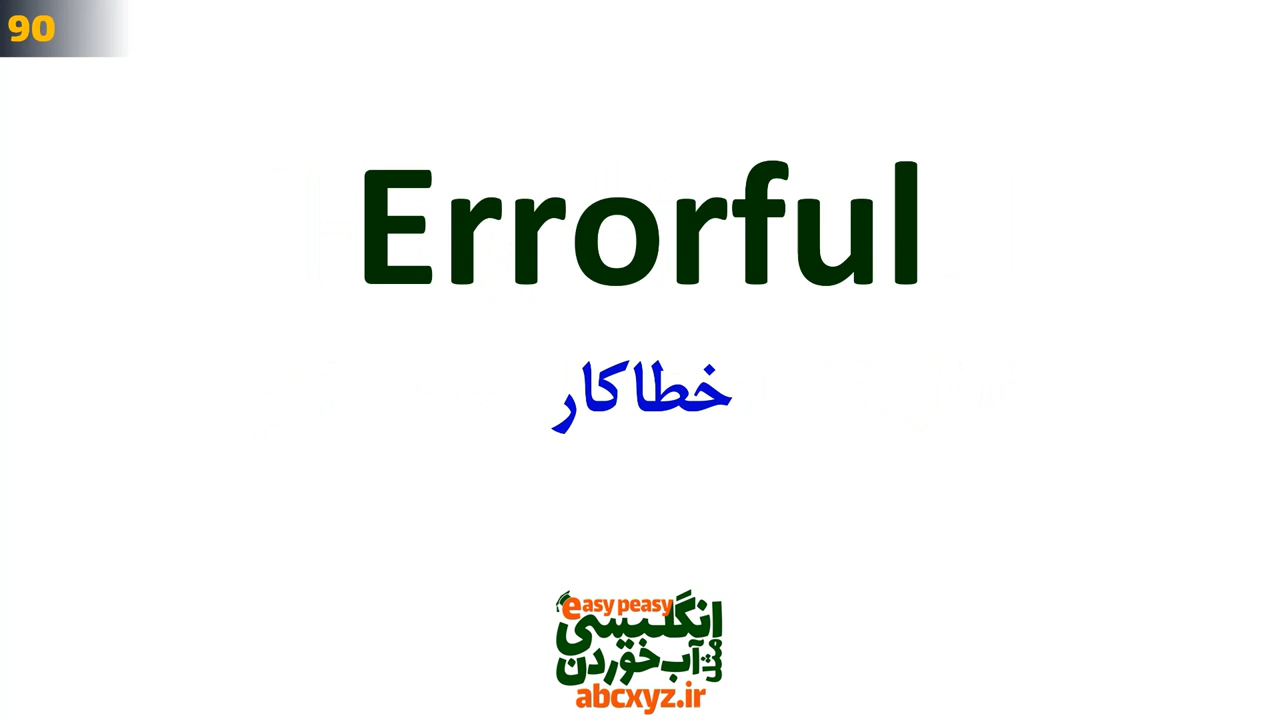 90
Errorful
خطاکار
easy peasy
انگلیسی
مثل آب خوردن
abcxyz.ir